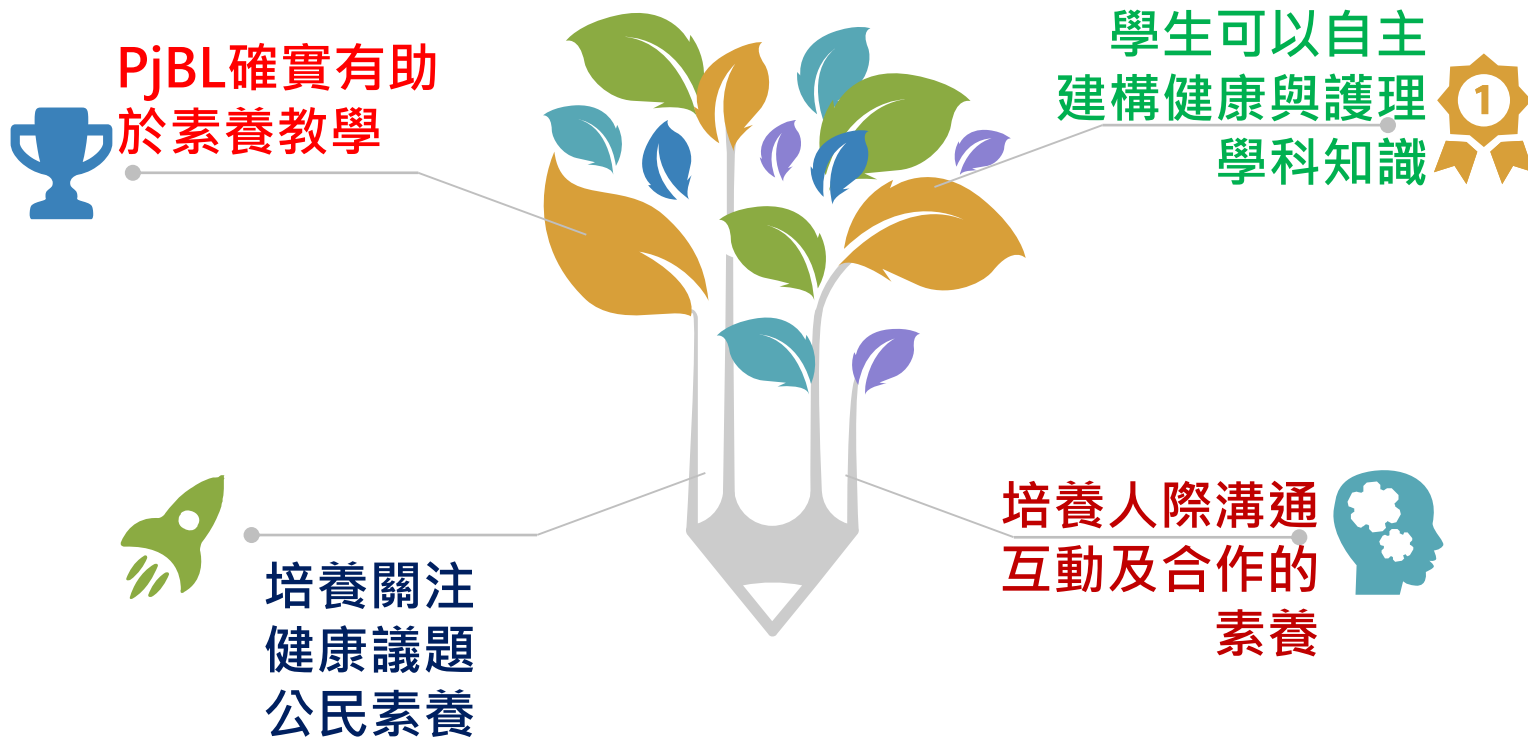 PjBL確實有助
於素養教學
學生可以自主
建構健康與護理
學科知識
1
培養關注
健康議題
公民素養
培養人際溝通
互動及合作的
素養